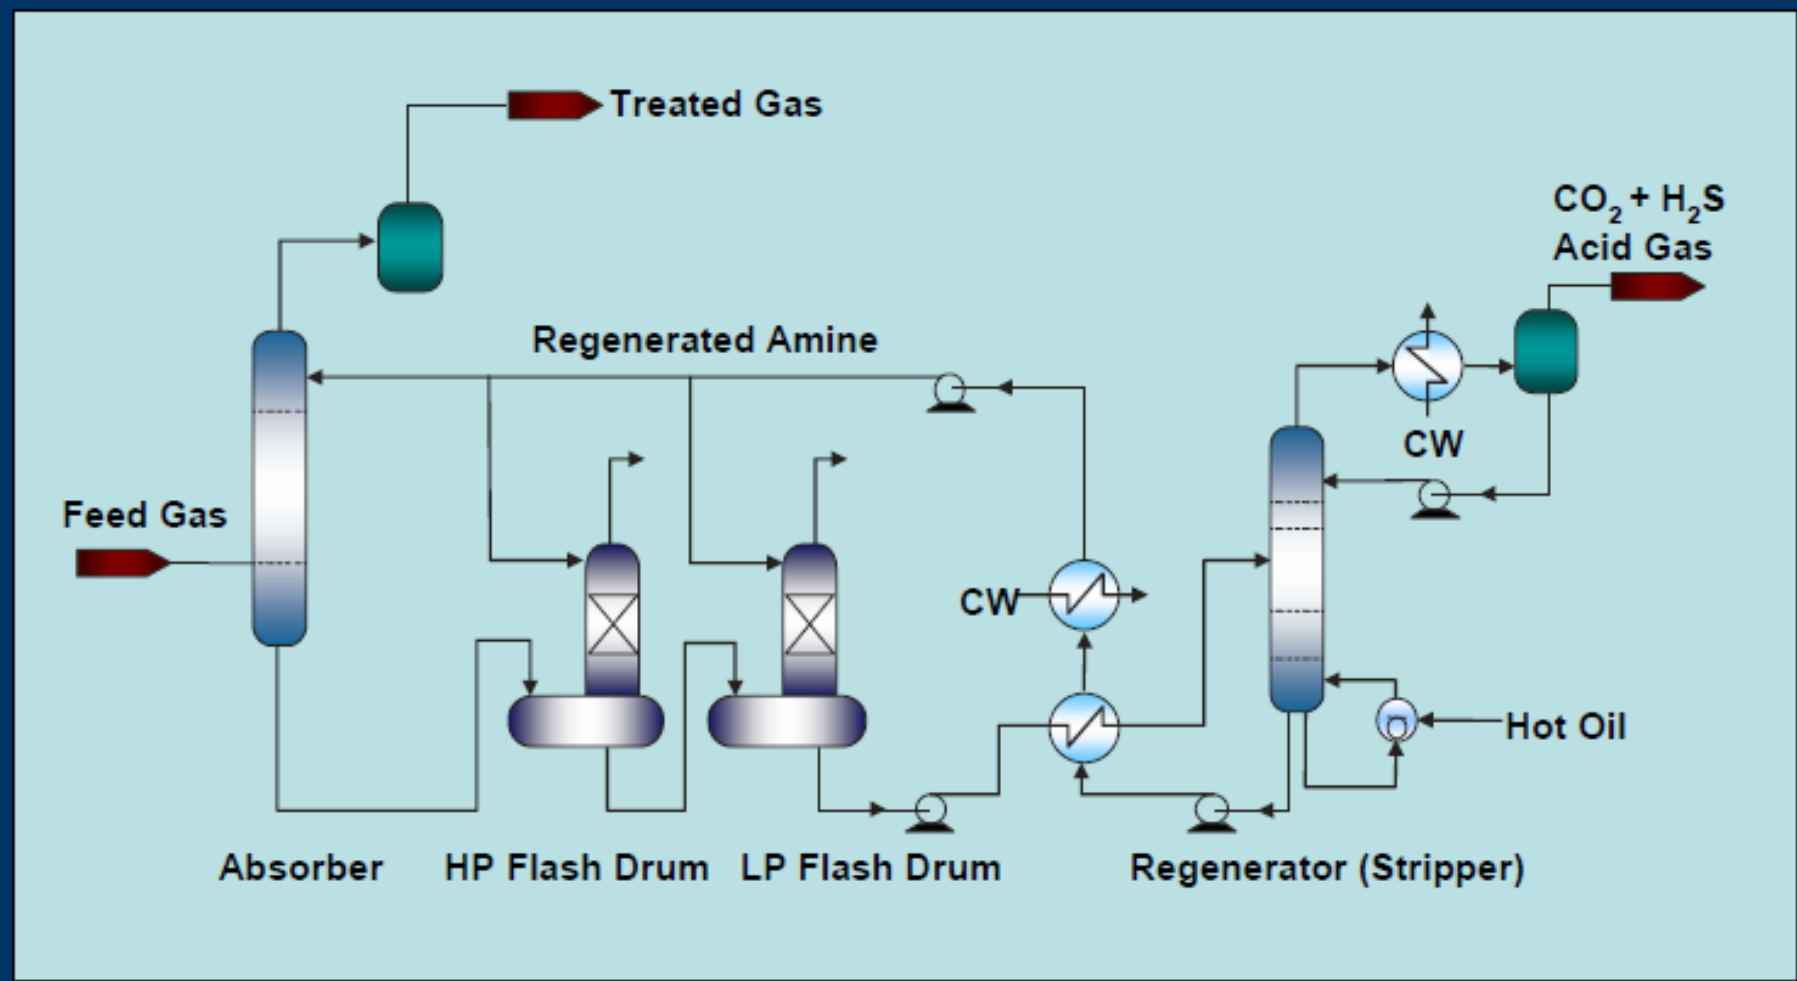 Treated Gas
CO₂ + H₂S
Acid Gas
Regenerated Amine
CW
Feed Gas
CW
Hot Oil
Absorber
HP Flash Drum
LP Flash Drum
Regenerator (Stripper)